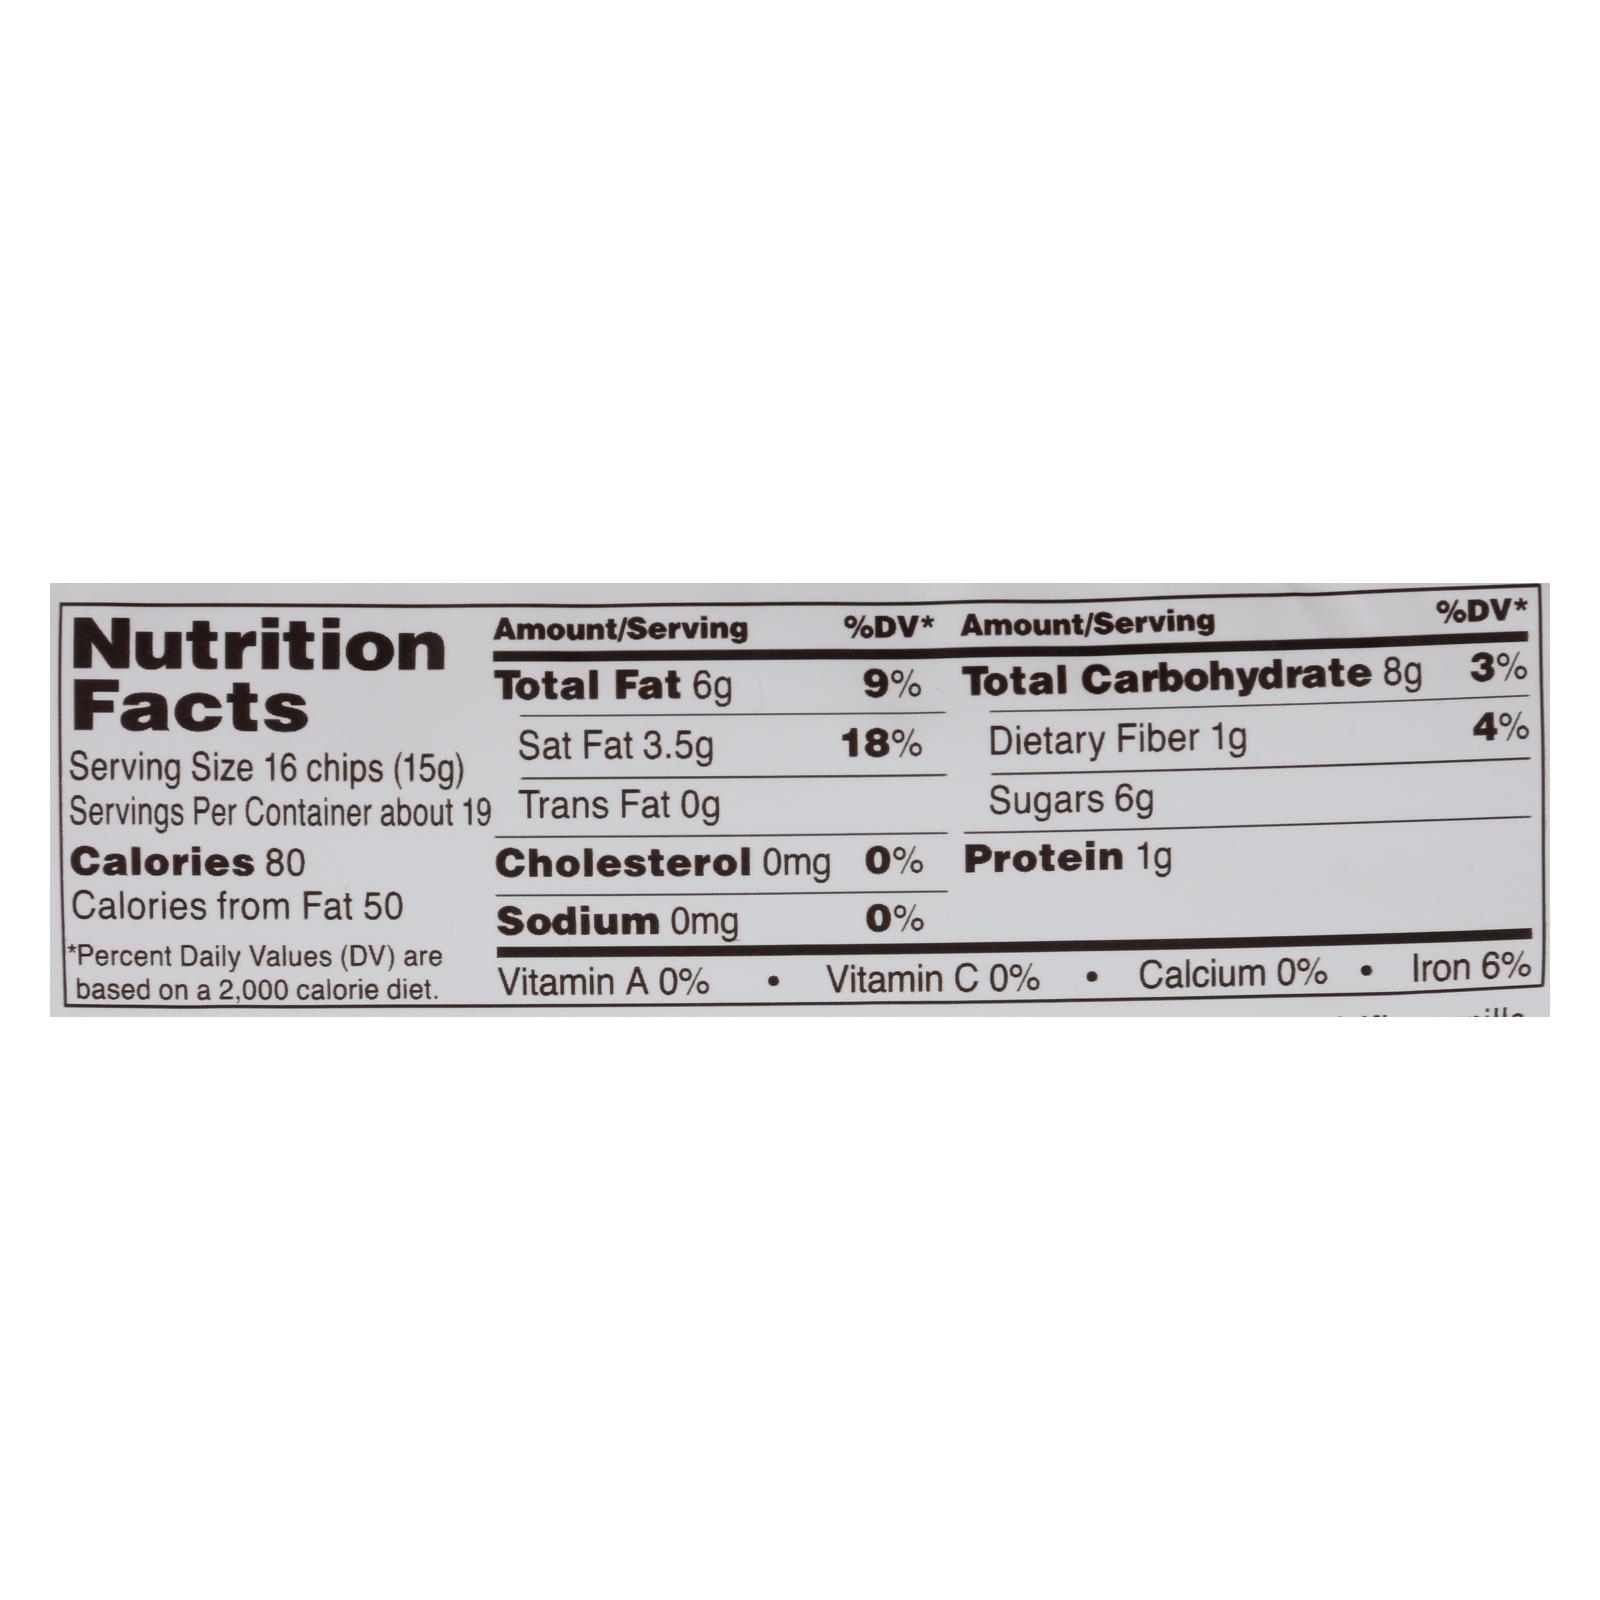 Nutrition
Facts
Serving Size 16 chips (15g)
Servings Per Container about 19
Calories 80
Calories from Fat 50
*Percent Daily Values (DV) are
based on a 2,000 calorie diet.
Amount/Serving %DV*
Total Fat 6g 9%
Sat Fat 3.5g 18%
Trans Fat 0g
Cholesterol 0mg 0%
Sodium 0mg 0%
Amount/Serving %DV*
Total Carbohydrate 8g 3%
Dietary Fiber 1g 4%
Sugars 6g
Protein 1g
Vitamin A 0% • Vitamin C 0% • Calcium 0% • Iron 6%